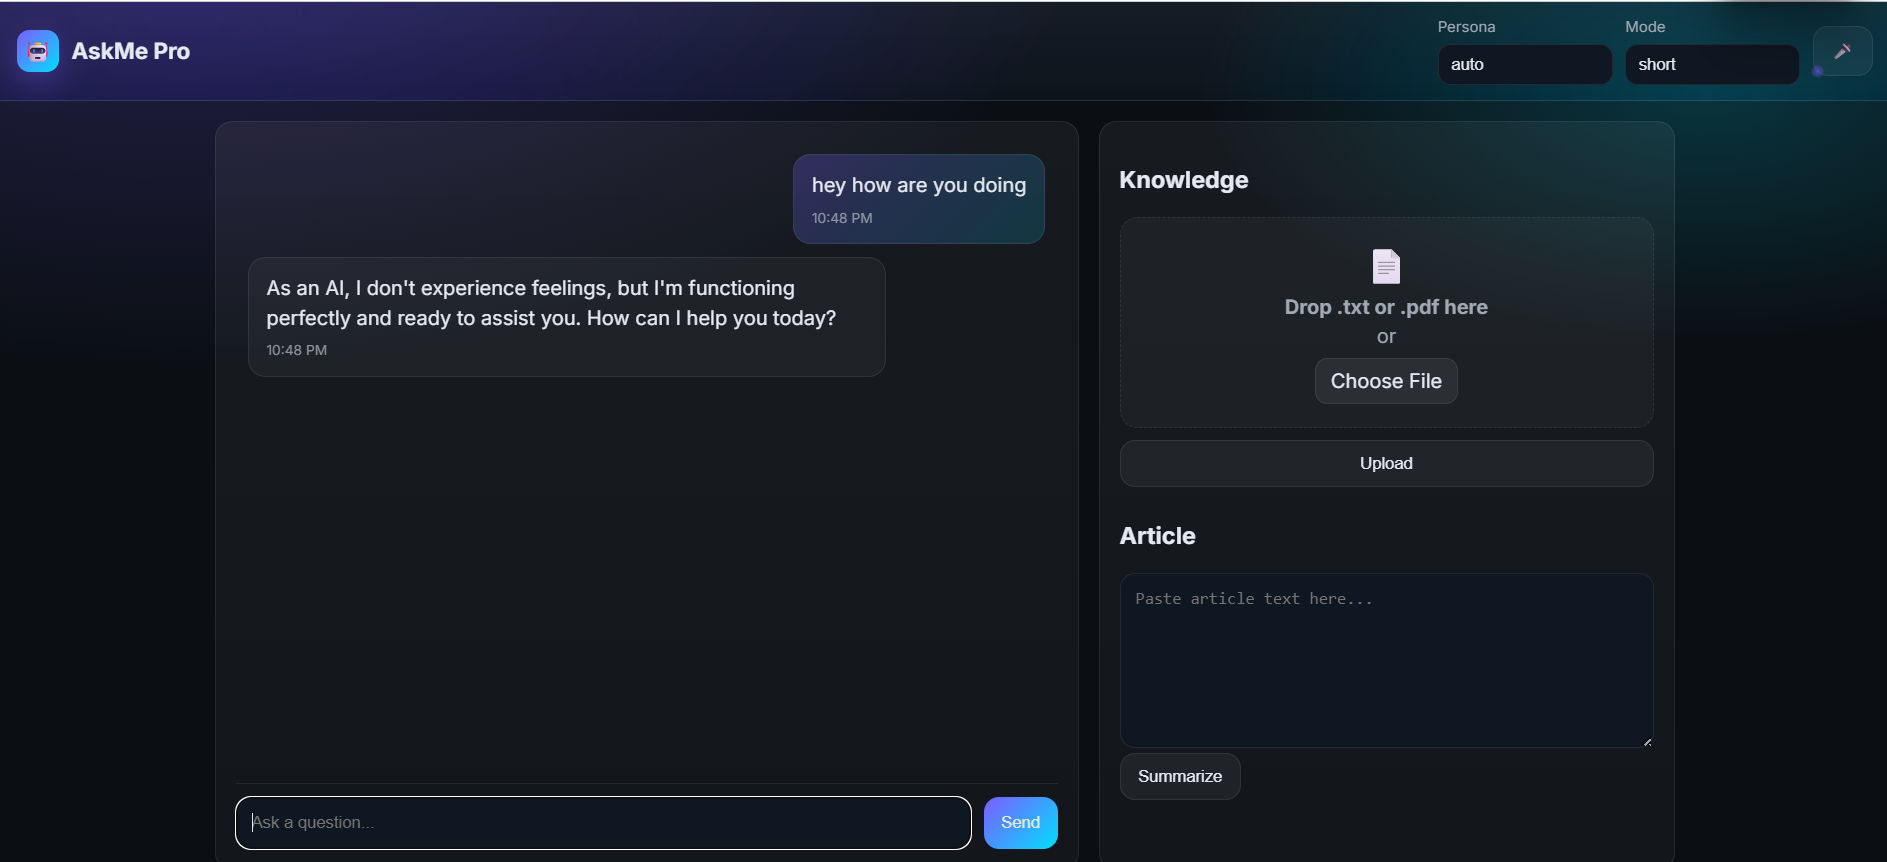 AskMe Pro
Persona
auto
Mode
short
hey how are you doing
10:48 PM
As an AI, I don't experience feelings, but I'm functioning
perfectly and ready to assist you. How can I help you today?
10:48 PM
Ask a question...
Send
Knowledge
Drop .txt or .pdf here
or
Choose File
Upload
Article
Paste article text here...
Summarize